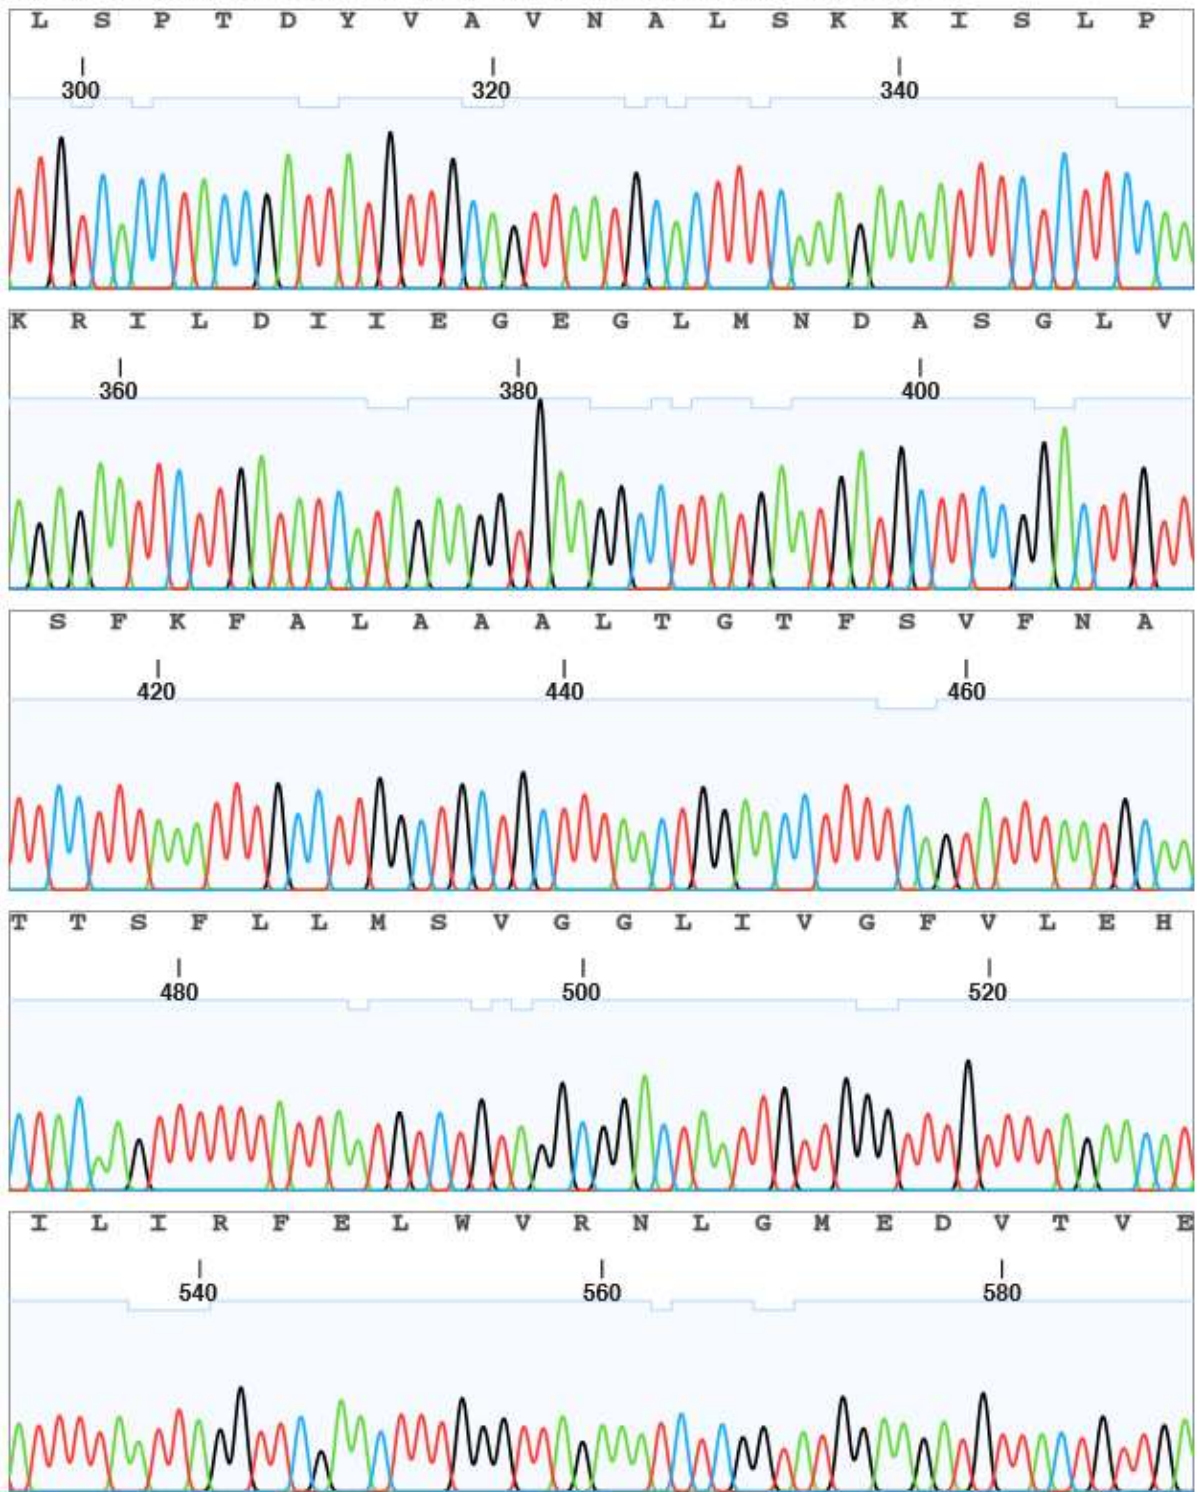 L S P T D Y V A V N A L S K K I S L P
300 320 340
K R I L D I I E G E G L M N D A S G L V
360 380 400
S F K F A L A A A L T G T F S V F N A
420 440 460
T T S F L L M S V G G L I V G F V L E H
480 500 520
I L I R F E L W V R N L G M E D V T V E
540 560 580